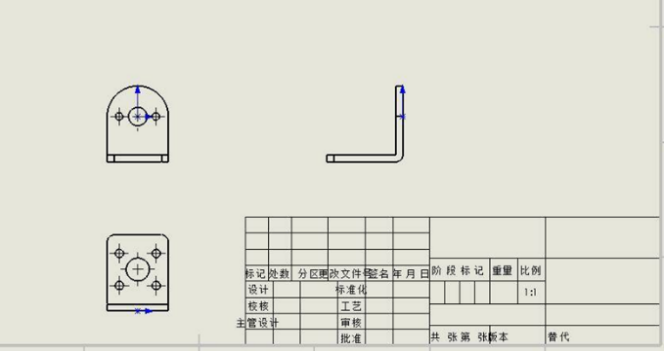 标记 处数 分区 更改文件号 签名 年 月 日 阶 段 标 记 重量 比例
设计 标准化 1:1
校核 工艺
主管设计 审核
批准 共 张 第 张 版本 替代